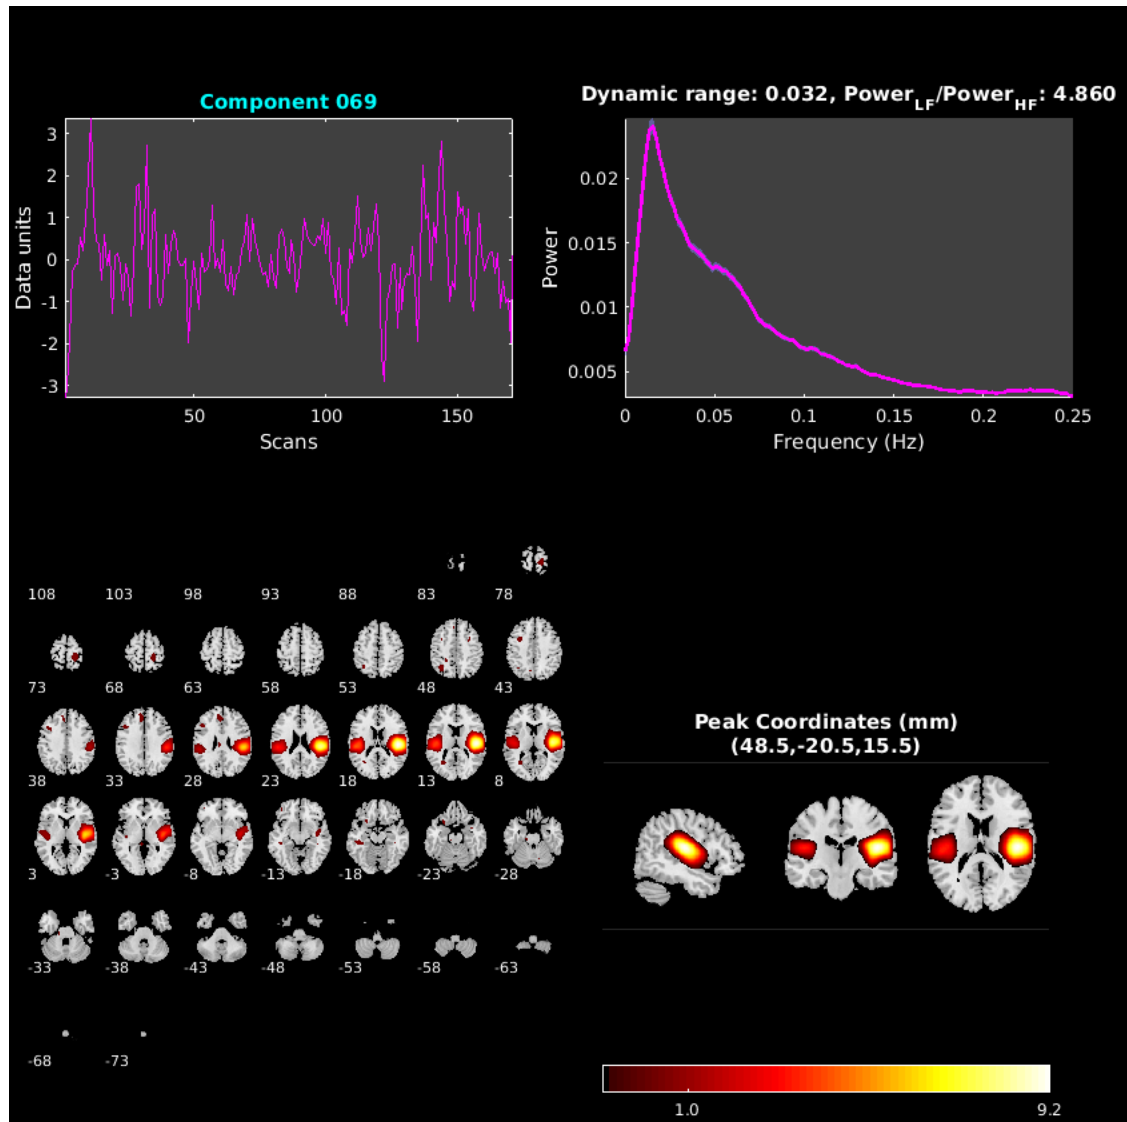 Component 069
Dynamic range: 0.032, Power_LF/Power_HF: 4.860
3
2
1
0
-1
-2
-3
Data units
50 100 150
Scans
0.02
0.015
0.01
0.005
Power
0 0.05 0.1 0.15 0.2 0.25
Frequency (Hz)
108 103 98 93 88 83 78
73 68 63 58 53 48 43
38 33 28 23 18 13 8
3 -3 -8 -13 -18 -23 -28
-33 -38 -43 -48 -53 -58 -63
-68 -73
Peak Coordinates (mm)
(48.5,-20.5,15.5)
1.0 9.2